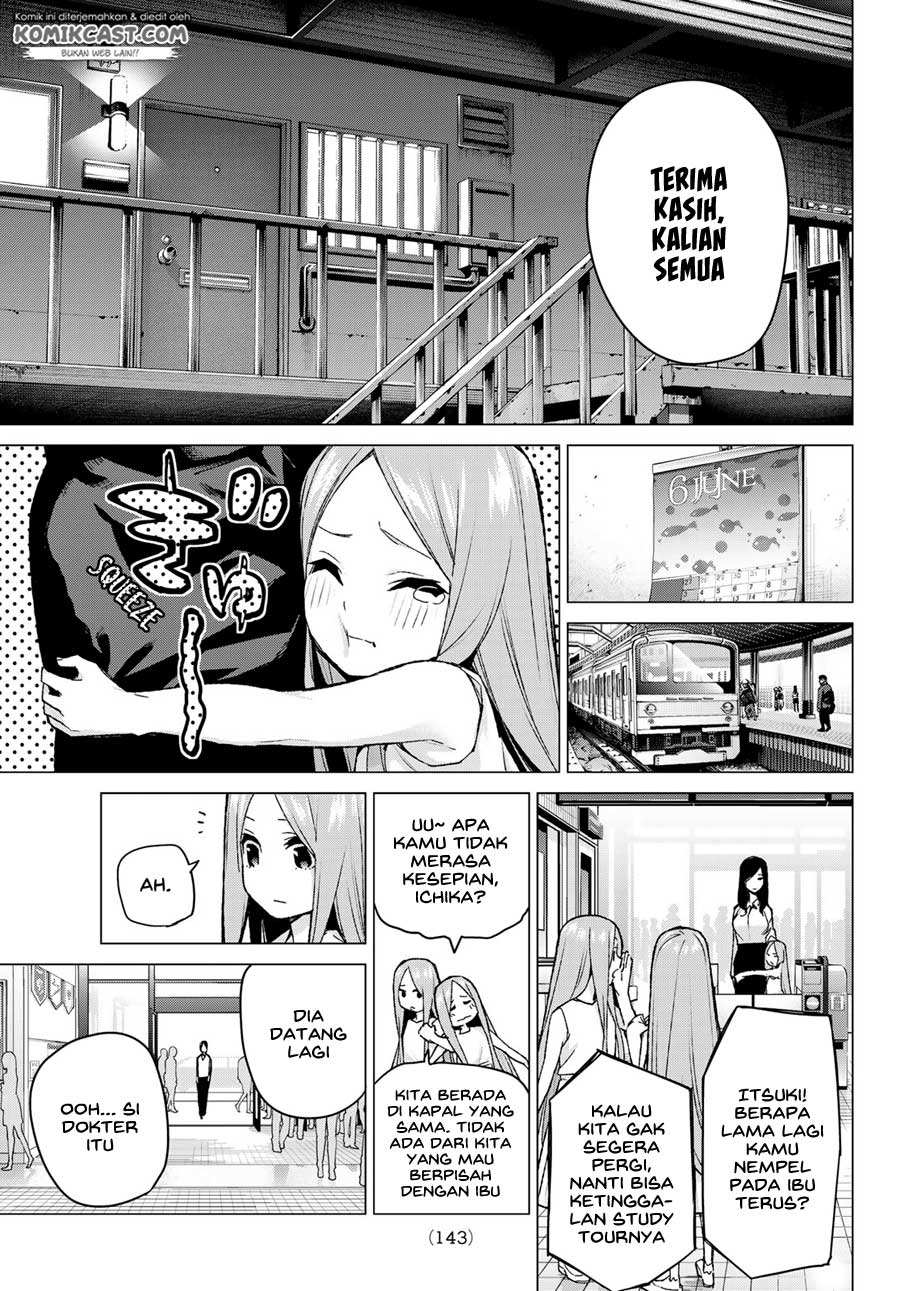 Komik ini diterjemahkan & diedit oleh
KOMIKCAST.COM
BUKAN WEB LAIN!!
TERIMA
KASIH,
KALIAN
SEMUA
6 JUNE
ぎゅ〜
SQUEEZE
ITSUKI!
BERAPA
LAMA LAGI
KAMU
NEMPEL
PADA IBU
TERUS?
KALAU
KITA GAK
SEGERA
PERGI,
NANTI BISA
KETINGGA-
LAN STUDY
TOURNYA
UU~ APA
KAMU TIDAK
MERASA
KESEPIAN,
ICHIKA?
KITA BERADA
DI KAPAL YANG
SAMA. TIDAK
ADA DARI KITA
YANG MAU
BERPISAH
DENGAN IBU
AH.
DIA
DATANG
LAGI
OOH... SI
DOKTER
ITU
(143)